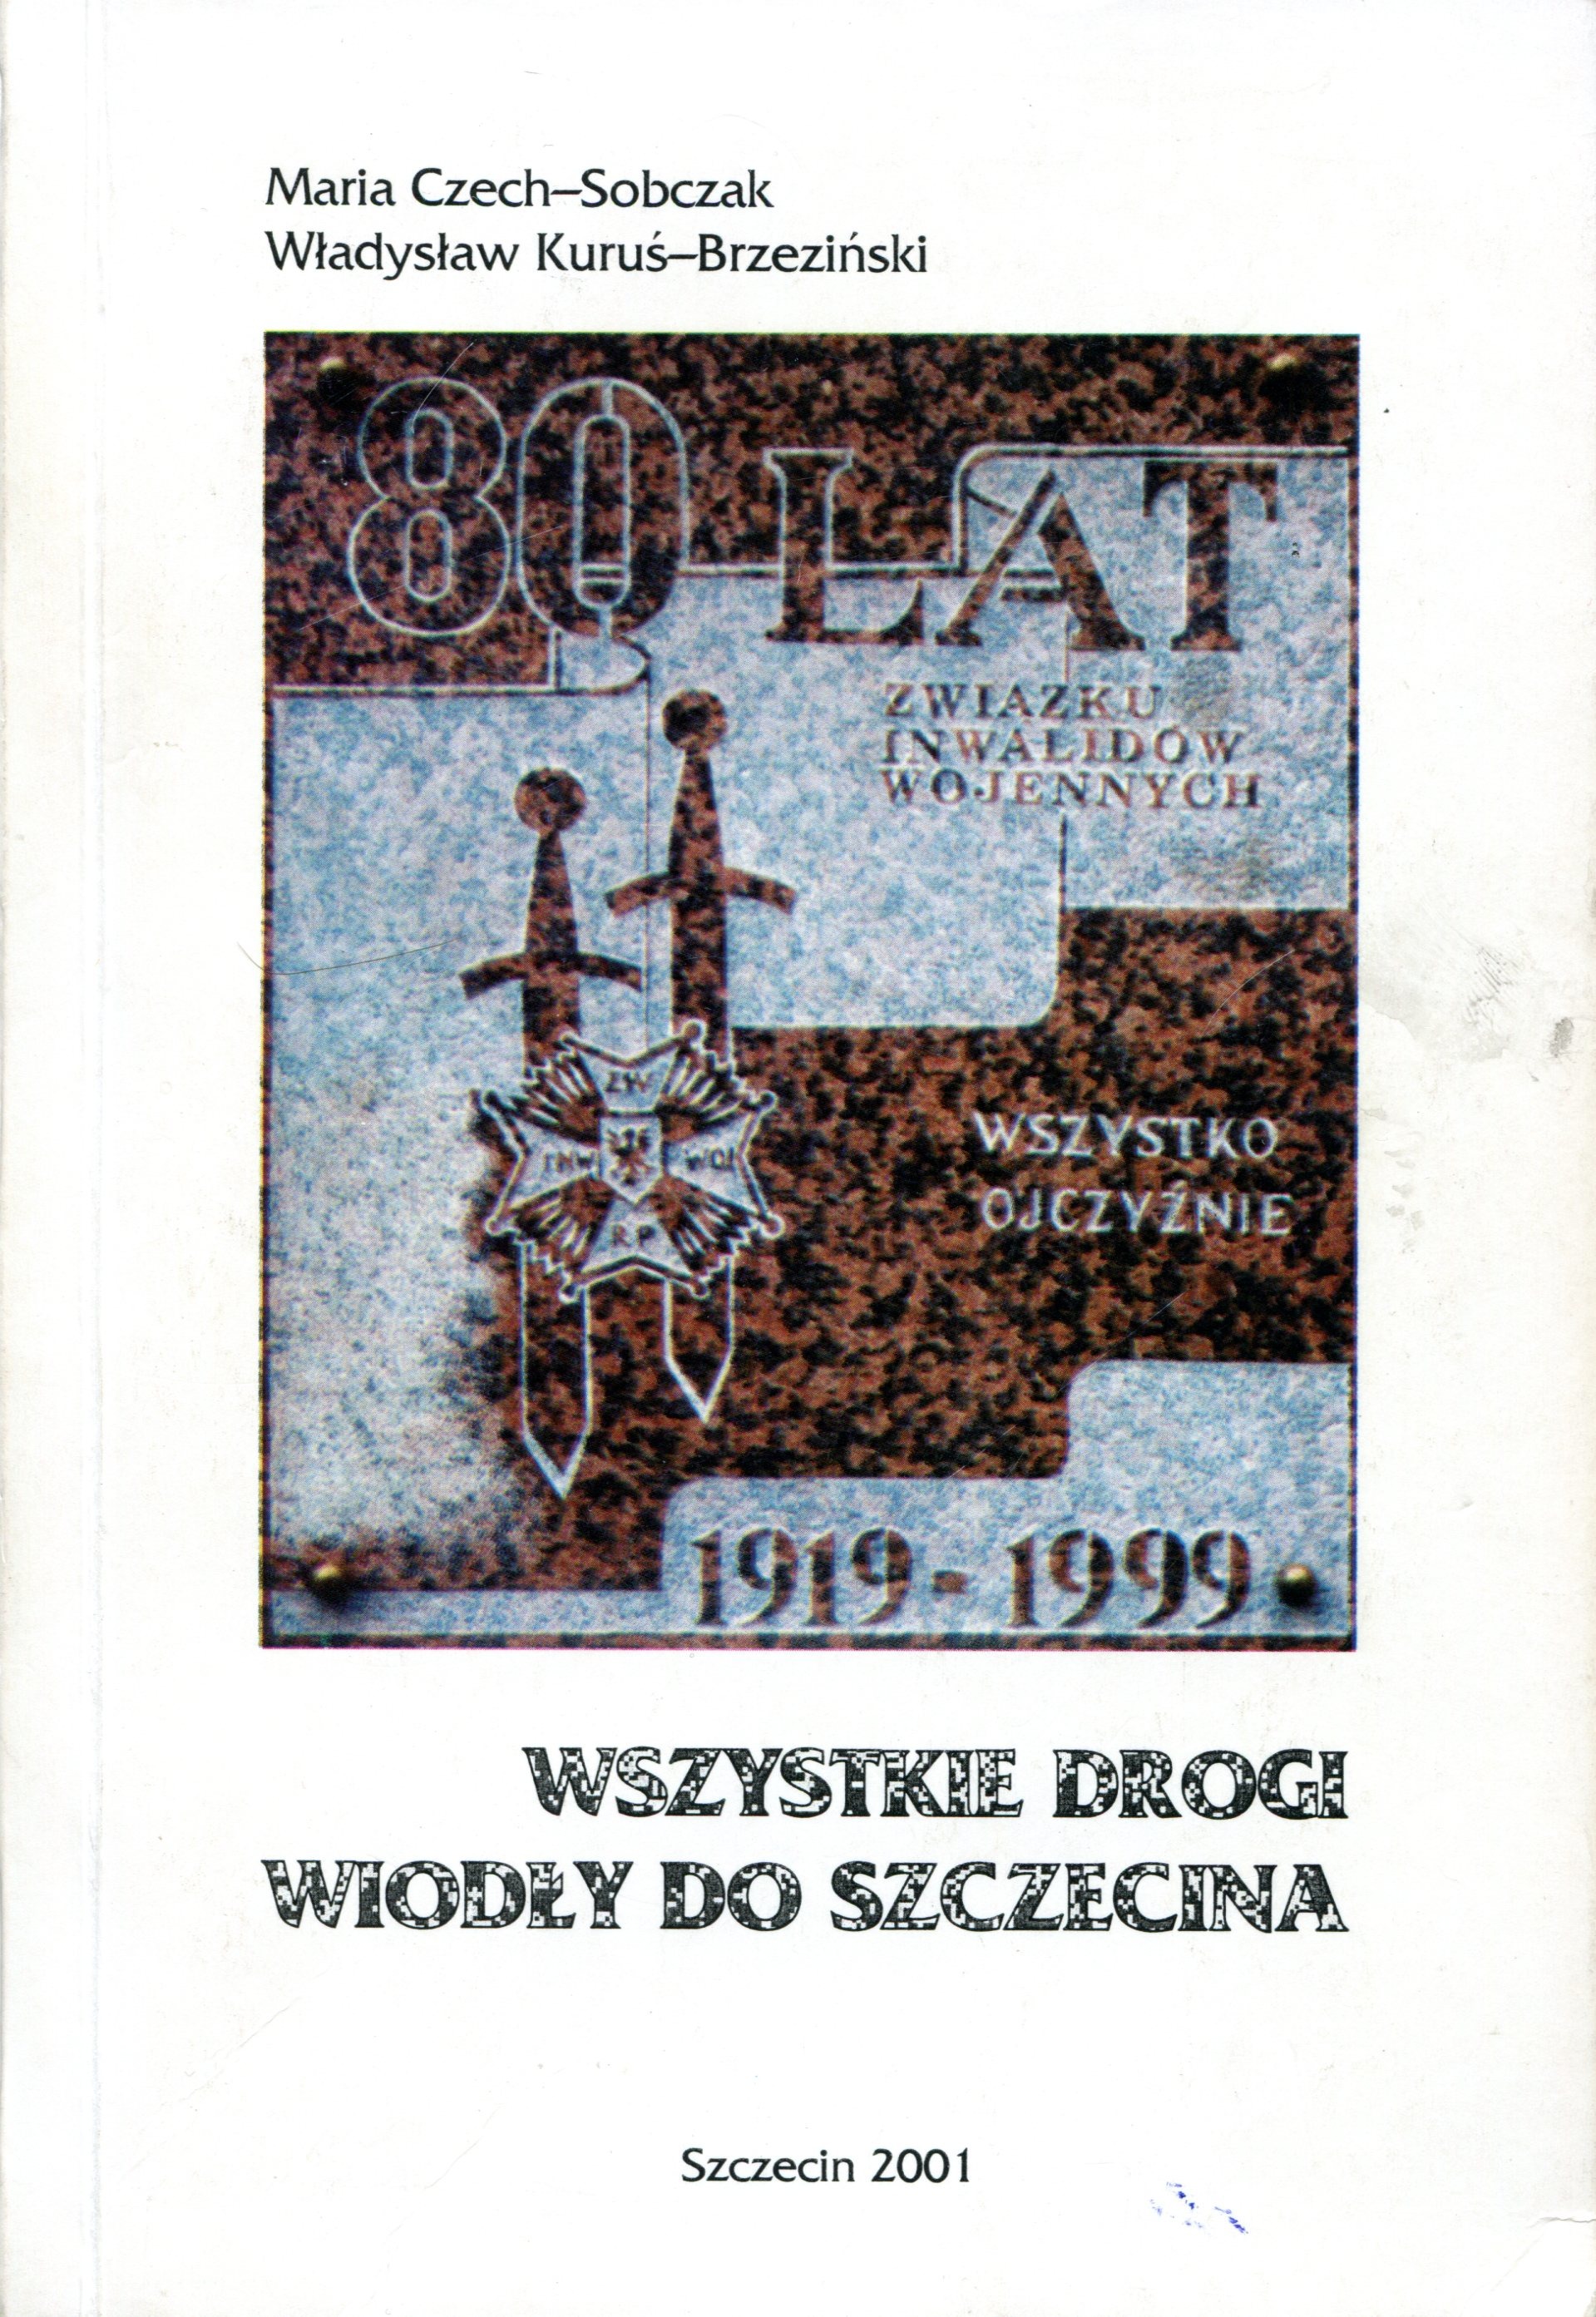 Maria Czech–Sobczak
Władysław Kuruś–Brzeziński
80 LAT
ZWIAZKU
INWALIDÓW
WOJENNYCH
ZW
INW WOJ
RP
WSZYSTKO
OJCZYŹNIE
1919-1999
WSZYSTKIE DROGI
WIODŁY DO SZCZECINA
Szczecin 2001